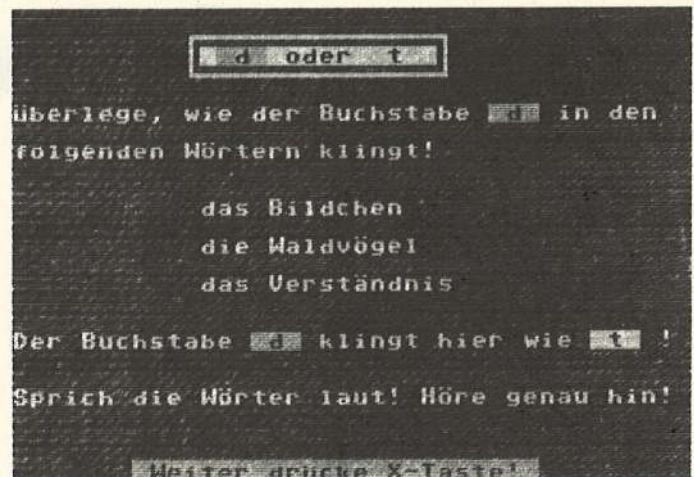 d oder t
überlege, wie der Buchstabe d in den
folgenden Wörtern klingt!
das Bildchen
die Waldvögel
das Verständnis
Der Buchstabe d klingt hier wie t !
Sprich die Wörter laut! Höre genau hin!
Weiter drücke X-Taste!